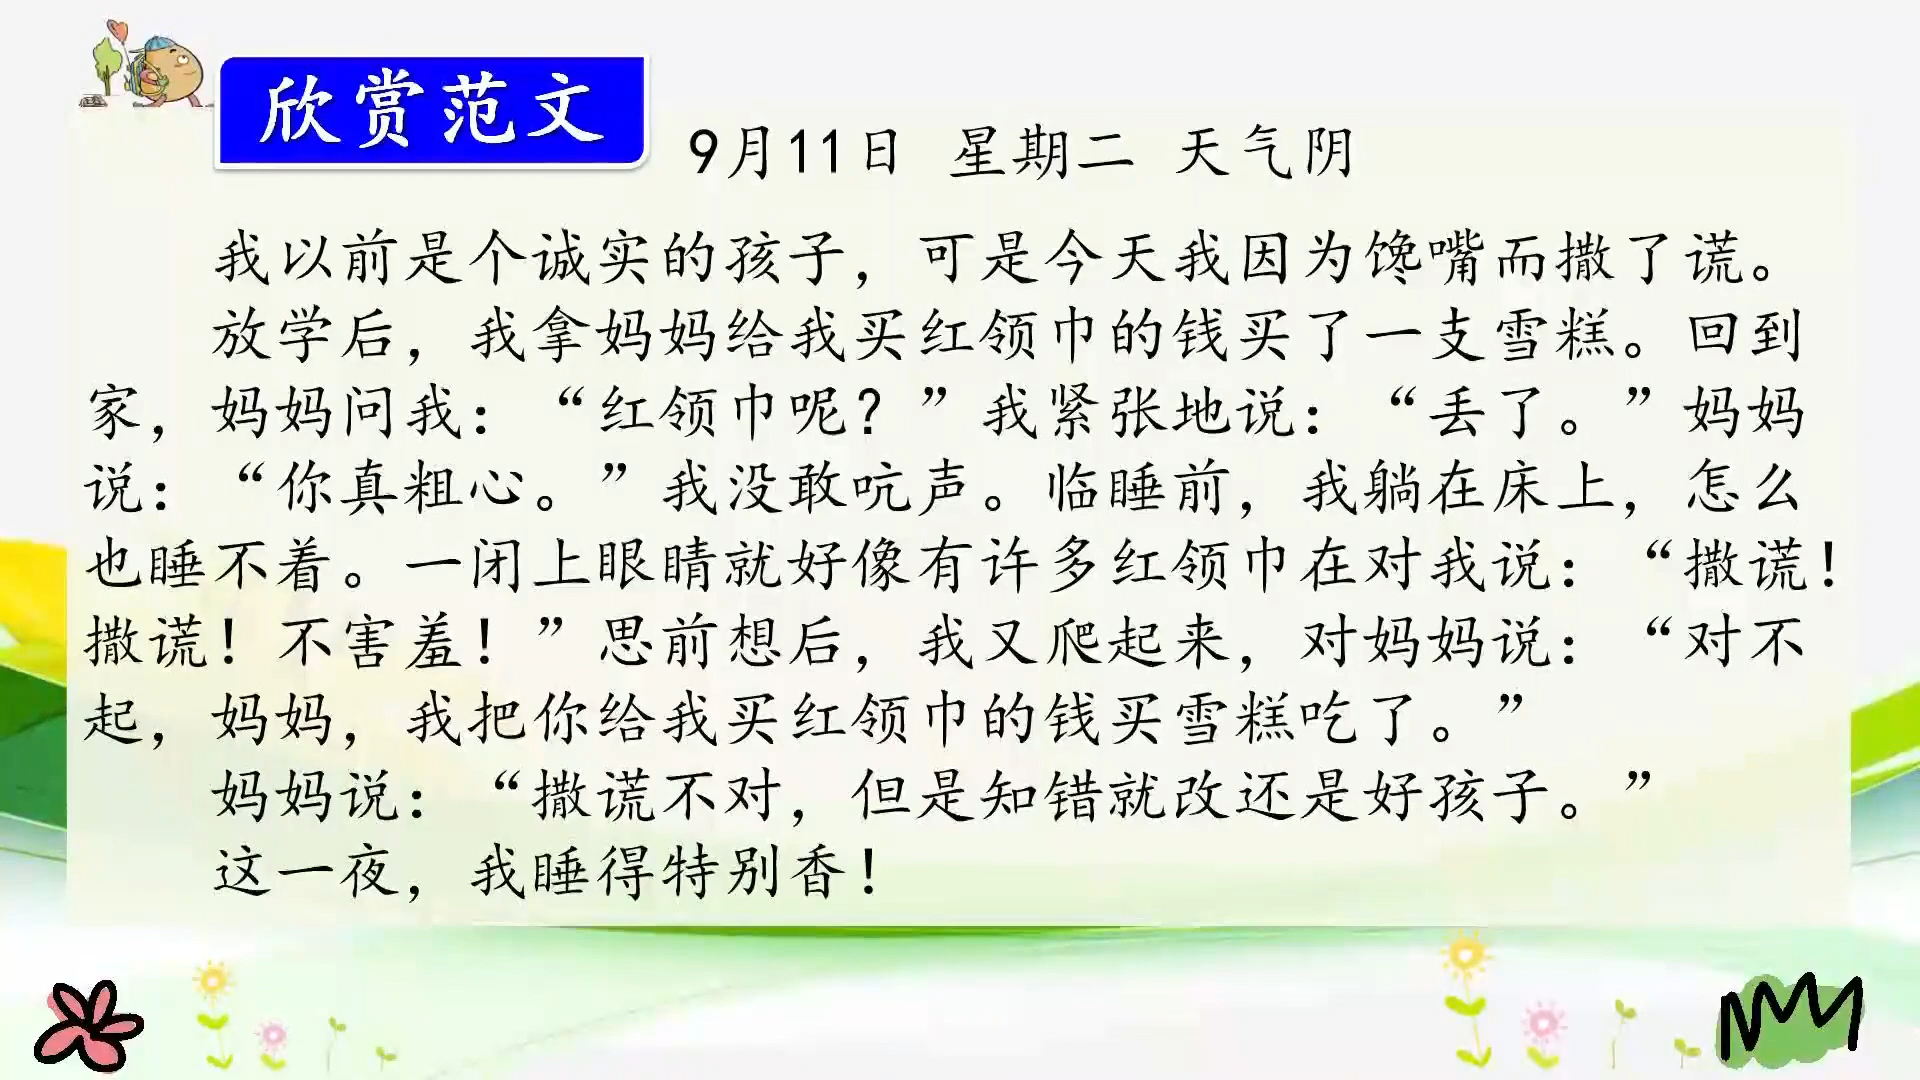 欣赏范文
9月11日 星期二 天气阴
我以前是个诚实的孩子，可是今天我因为馋嘴而撒了谎。
放学后，我拿妈妈给我买红领巾的钱买了一支雪糕。回到
家，妈妈问我：“红领巾呢？”我紧张地说：“丢了。”妈妈
说：“你真粗心。”我没敢吭声。临睡前，我躺在床上，怎么
也睡不着。一闭上眼睛就好像有许多红领巾在对我说：“撒谎！
撒谎！不害羞！”思前想后，我又爬起来，对妈妈说：“对不
起，妈妈，我把你给我买红领巾的钱买雪糕吃了。”
妈妈说：“撒谎不对，但是知错就改还是好孩子。”
这一夜，我睡得特别香！